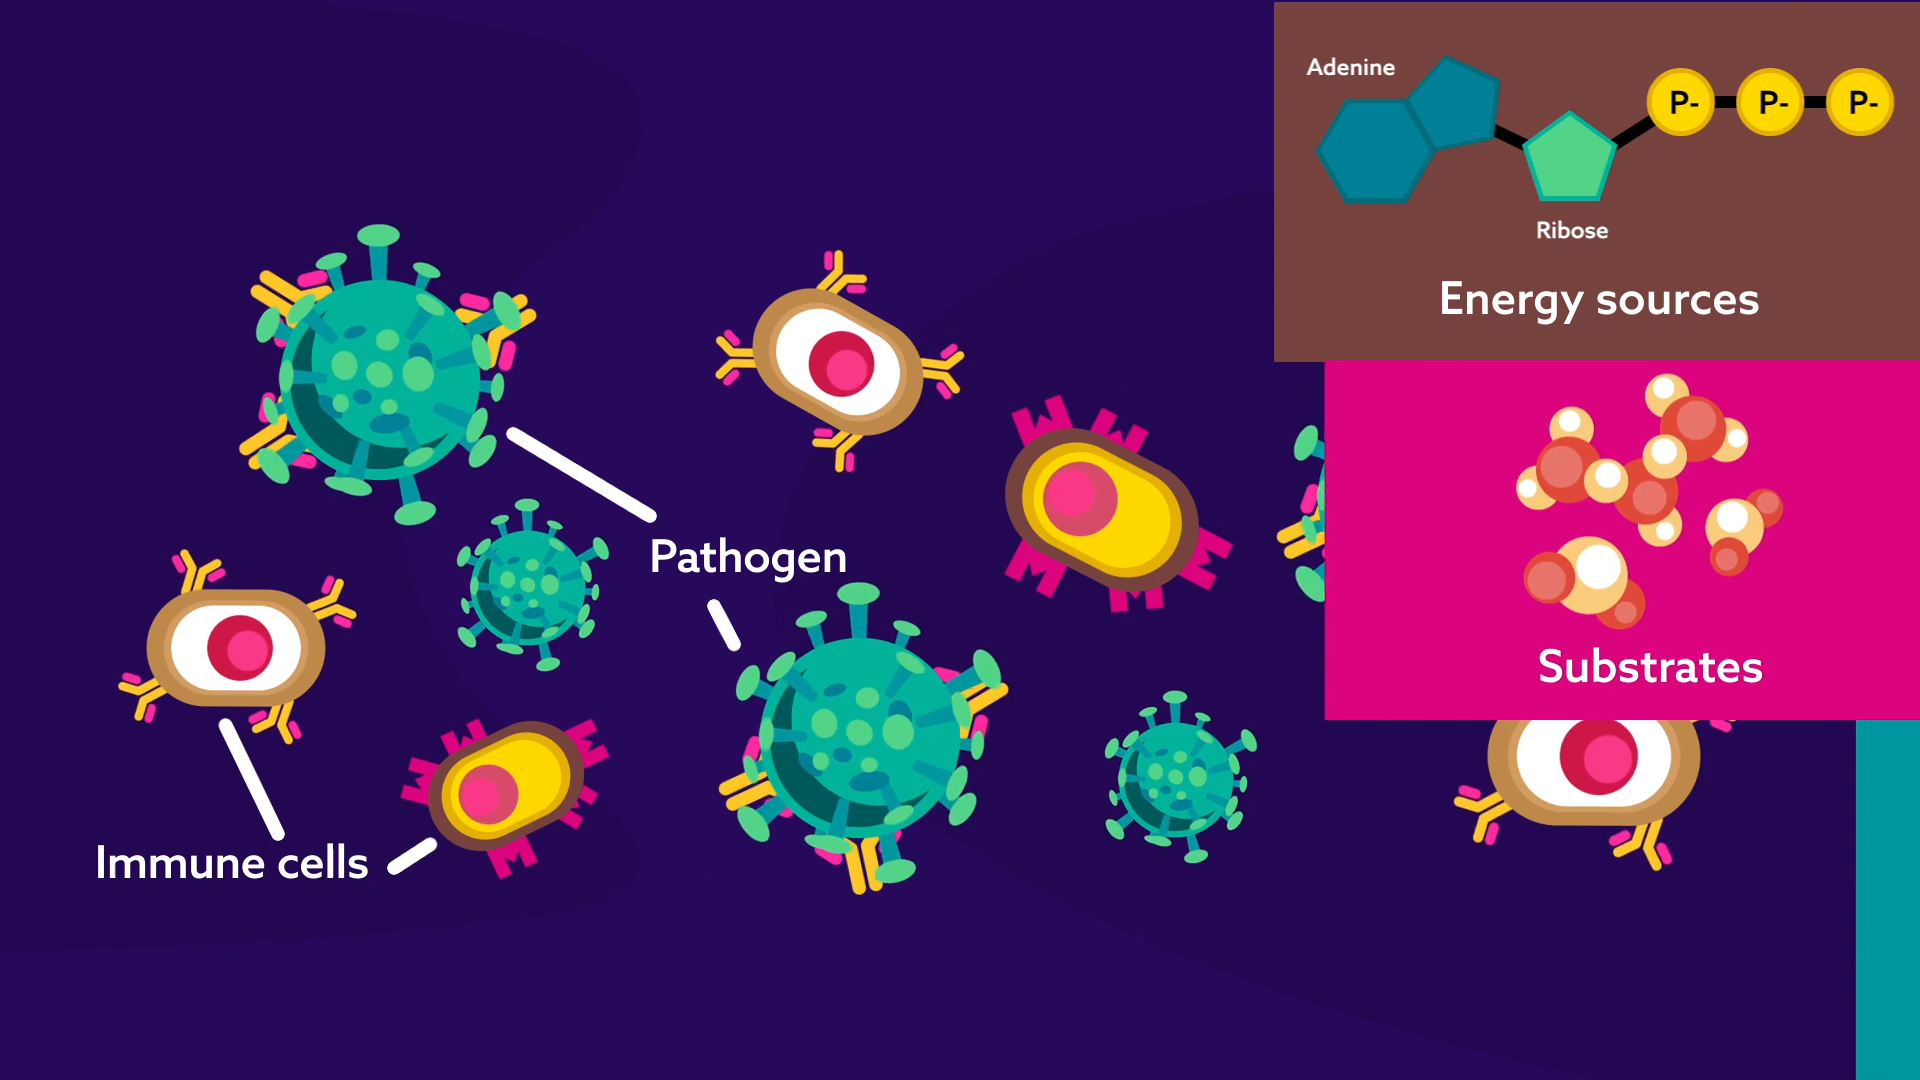 Adenine
P- P- P-
Ribose
Energy sources
Pathogen
Substrates
Immune cells